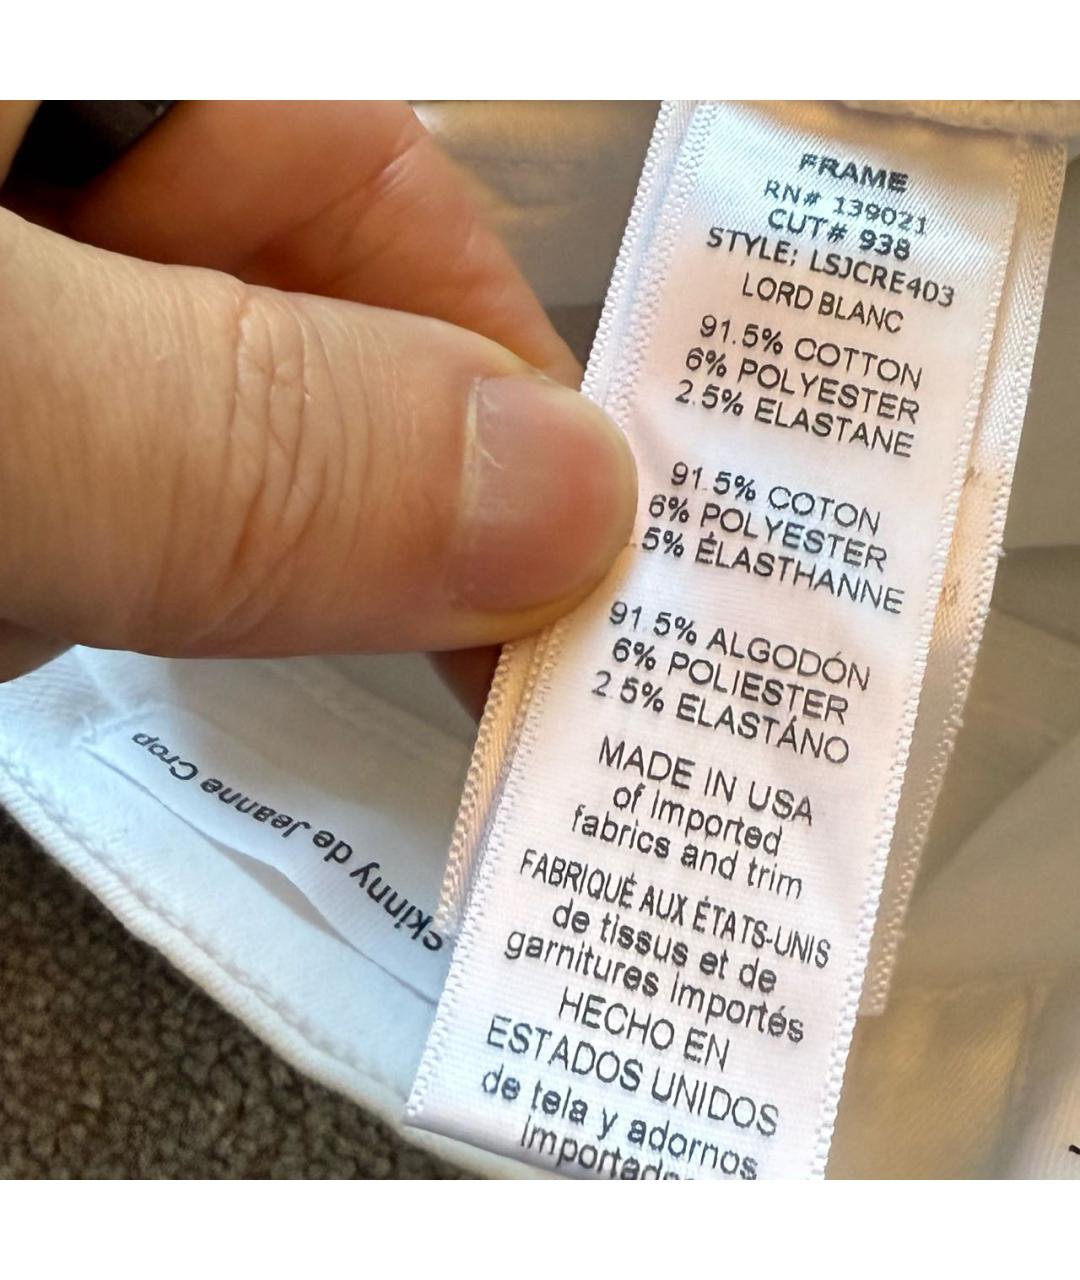 FRAME
RN# 139021
CUT# 938
STYLE: LSJCRE403
LORD BLANC
91.5% COTTON
6% POLYESTER
2.5% ELASTANE
91.5% COTON
6% POLYESTER
.5% ÉLASTHANNE
91.5% ALGODÓN
6% POLIESTER
2.5% ELASTÁNO
MADE IN USA
of imported
fabrics and trim
FABRIQUÉ AUX ÉTATS-UNIS
de tissus et de
garnitures importés
HECHO EN
ESTADOS UNIDOS
de tela y adornos
importado
ckinny de Jeanne Crop